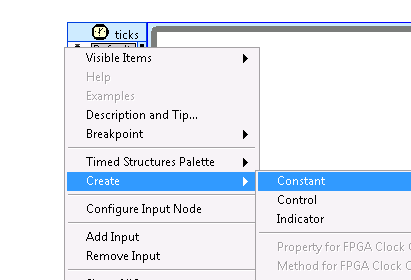 ticks
Visible Items
Help
Examples
Description and Tip...
Breakpoint
Timed Structures Palette
Create
Constant
Control
Configure Input Node
Indicator
Add Input
Property for FPGA Clock
Remove Input
Method for FPGA Clock